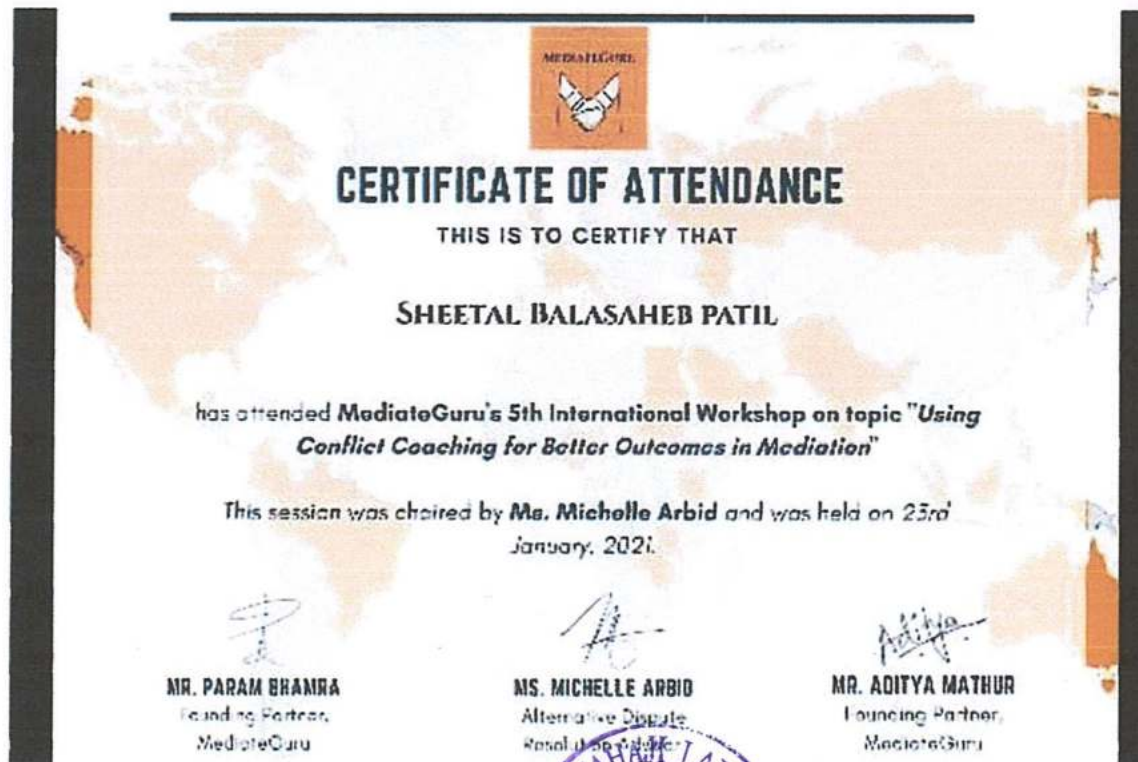 MEDIATEGURU
CERTIFICATE OF ATTENDANCE
THIS IS TO CERTIFY THAT
SHEETAL BALASAHEB PATIL
has attended MediateGuru's 5th International Workshop on topic "Using
Conflict Coaching for Better Outcomes in Mediation"
This session was chaired by Ms. Michelle Arbid and was held on 23rd
January, 2021.
MR. PARAM BHAMRA
Founding Partner,
MediateGuru
MS. MICHELLE ARBID
Alternative Dispute
Resolution Advisor
MR. ADITYA MATHUR
Founding Partner,
MediateGuru
Aditya